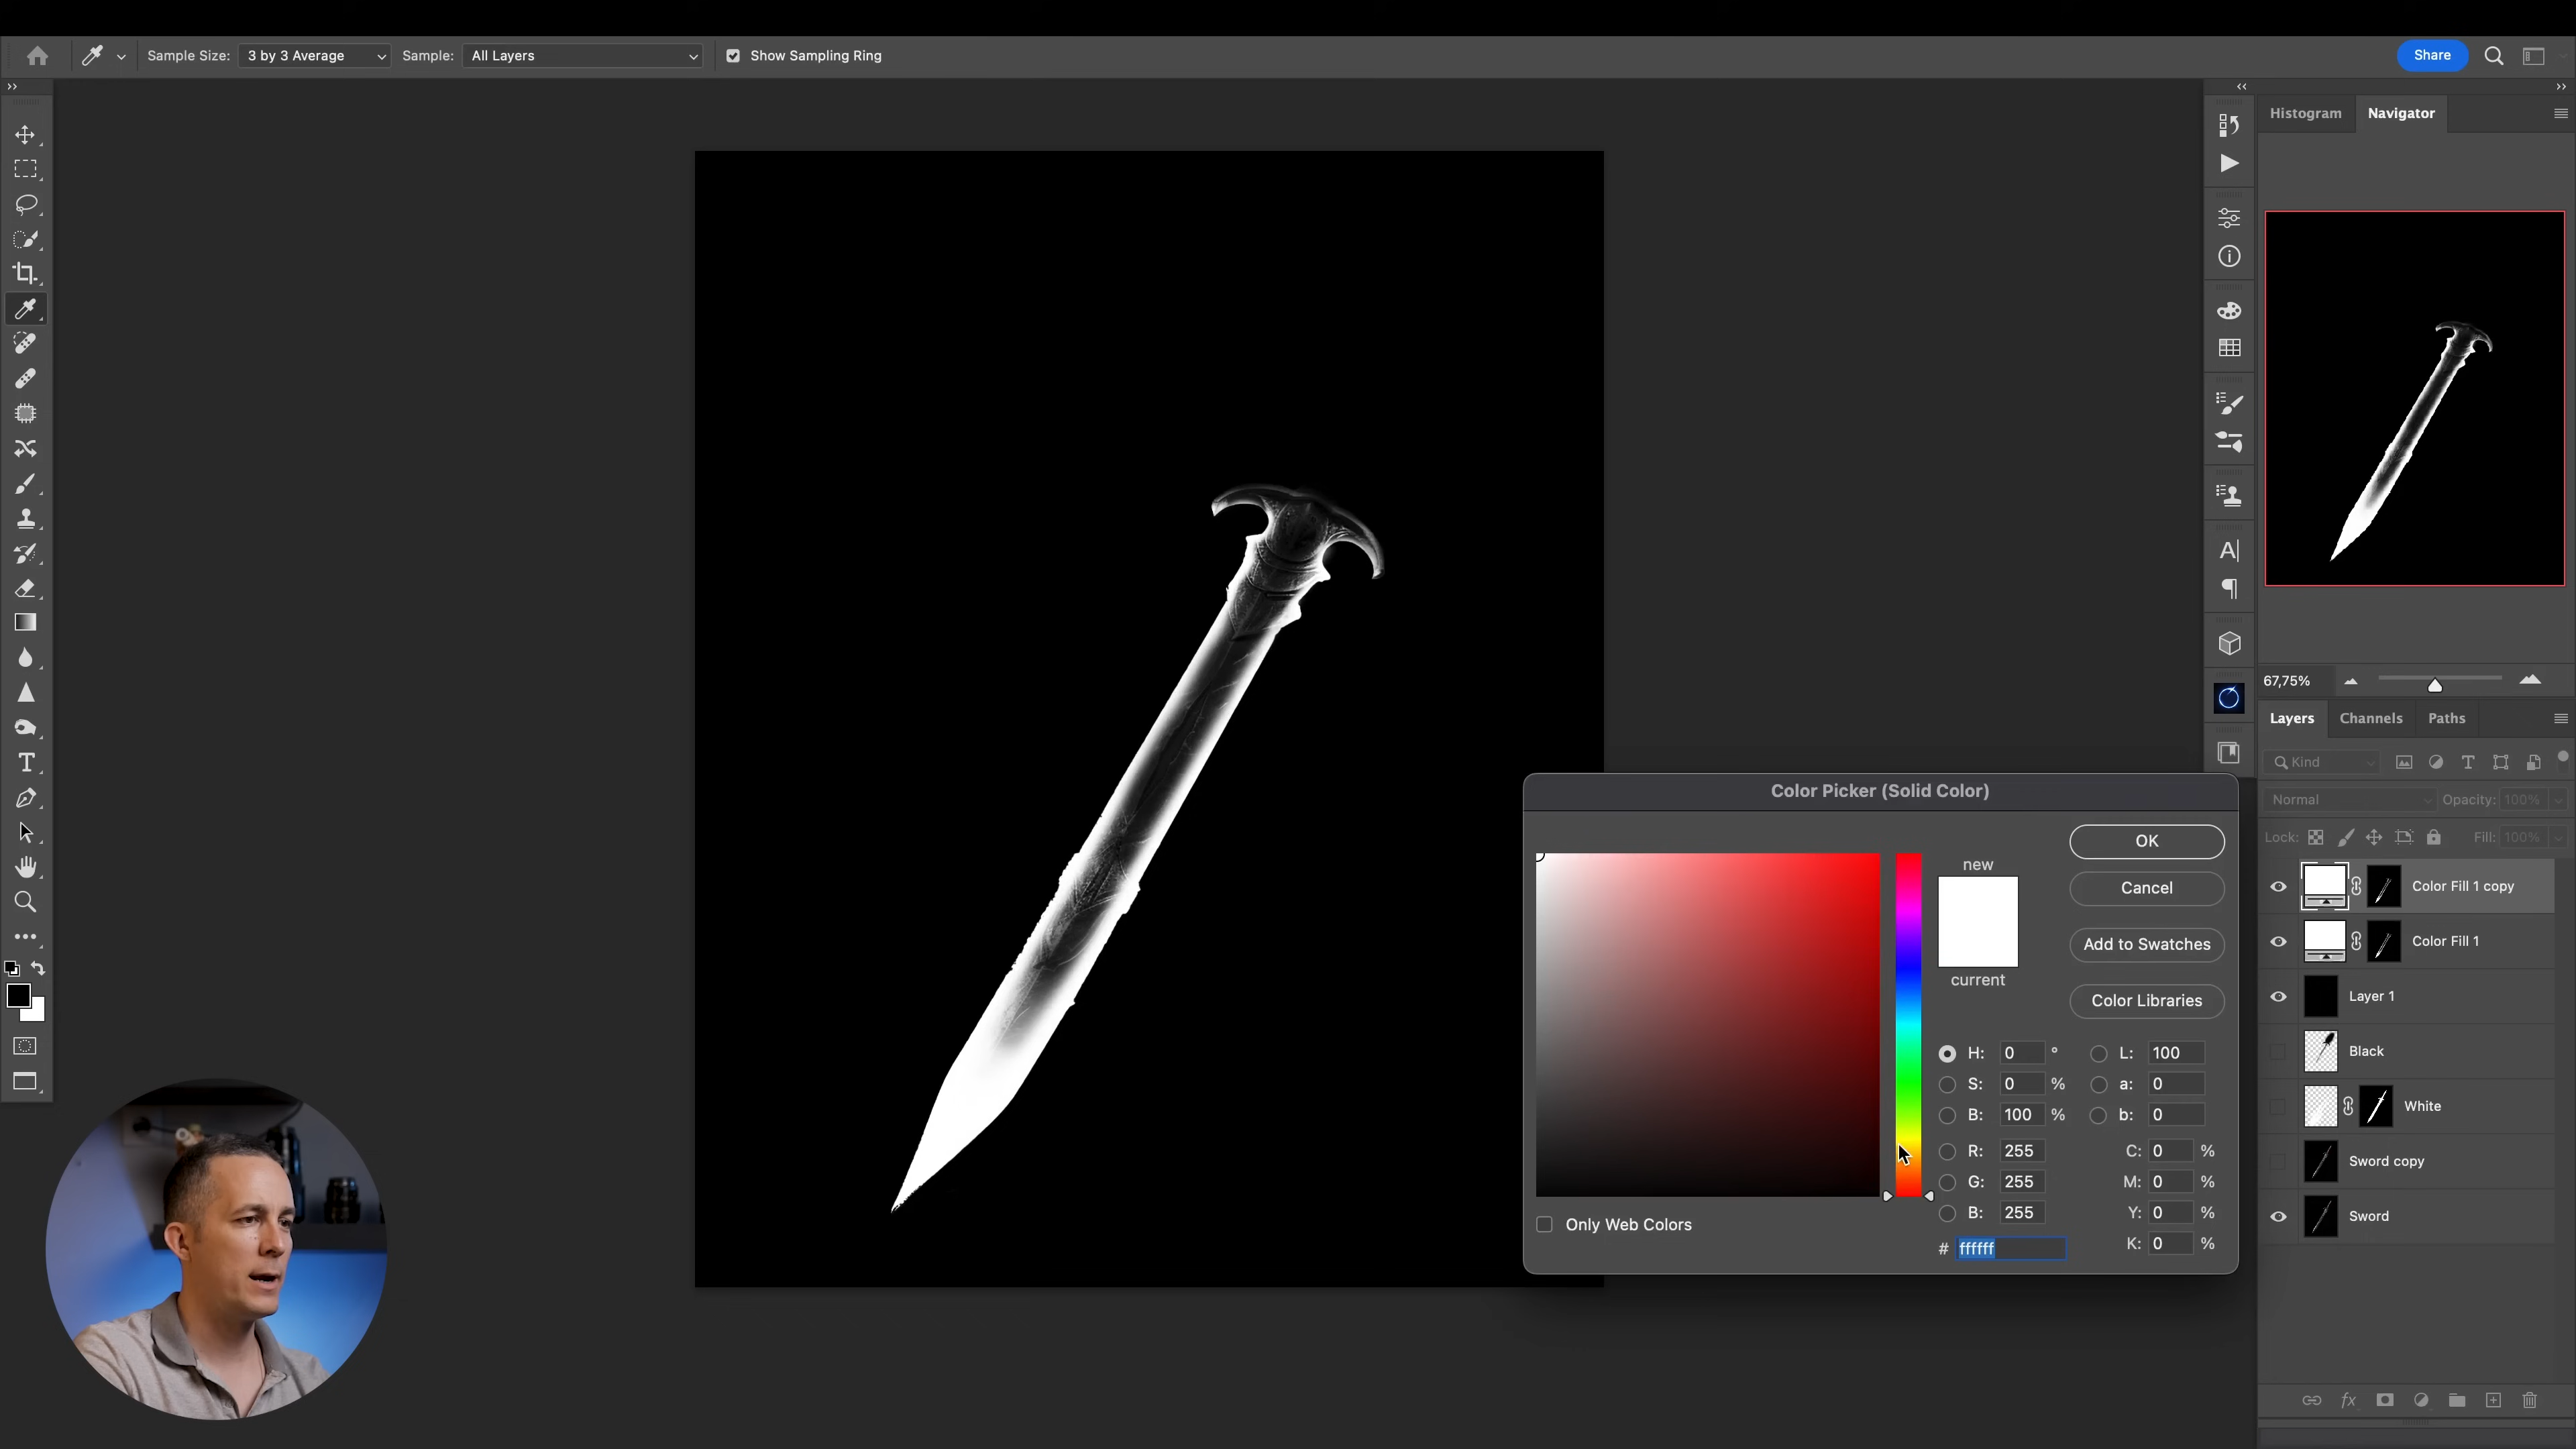 Sample Size: 3 by 3 Average Sample: All Layers Show Sampling Ring Share
Histogram Navigator
67,75%
Layers Channels Paths
Kind
Normal Opacity: 100%
Lock: Fill: 100%
Color Fill 1 copy
Color Fill 1
Layer 1
Black
White
Sword copy
Sword
Color Picker (Solid Color)
new
current
OK
Cancel
Add to Swatches
Color Libraries
H: 0 ° L: 100
S: 0 % a: 0
B: 100 % b: 0
R: 255 C: 0 %
G: 255 M: 0 %
B: 255 Y: 0 %
# ffffff K: 0 %
Only Web Colors